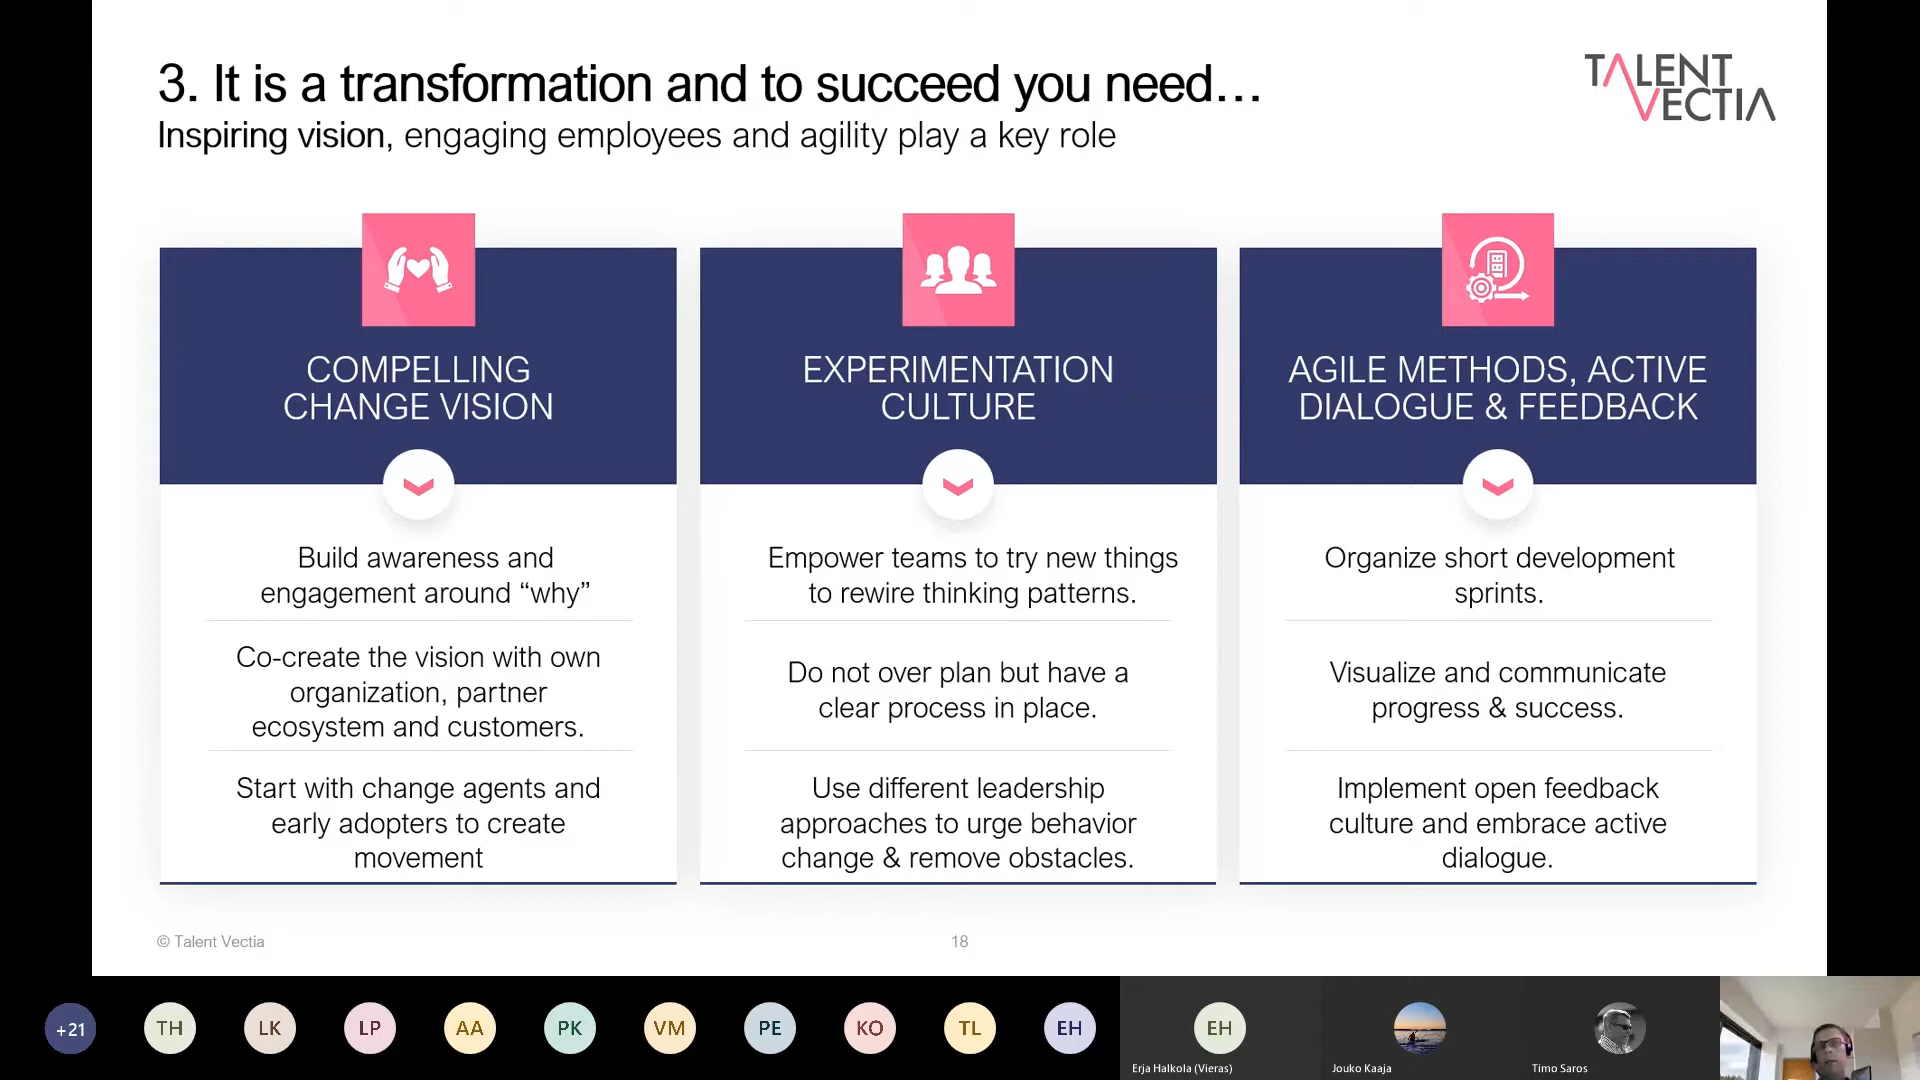 3. It is a transformation and to succeed you need…
Inspiring vision, engaging employees and agility play a key role
TALENT
VECTIA
COMPELLING
CHANGE VISION
Build awareness and
engagement around “why”
Co-create the vision with own
organization, partner
ecosystem and customers.
Start with change agents and
early adopters to create
movement
EXPERIMENTATION
CULTURE
Empower teams to try new things
to rewire thinking patterns.
Do not over plan but have a
clear process in place.
Use different leadership
approaches to urge behavior
change & remove obstacles.
AGILE METHODS, ACTIVE
DIALOGUE & FEEDBACK
Organize short development
sprints.
Visualize and communicate
progress & success.
Implement open feedback
culture and embrace active
dialogue.
© Talent Vectia
18
+21
TH
LK
LP
AA
PK
VM
PE
KO
TL
EH
EH
Erja Halkola (Vieras)
Jouko Kaaja
Timo Saros